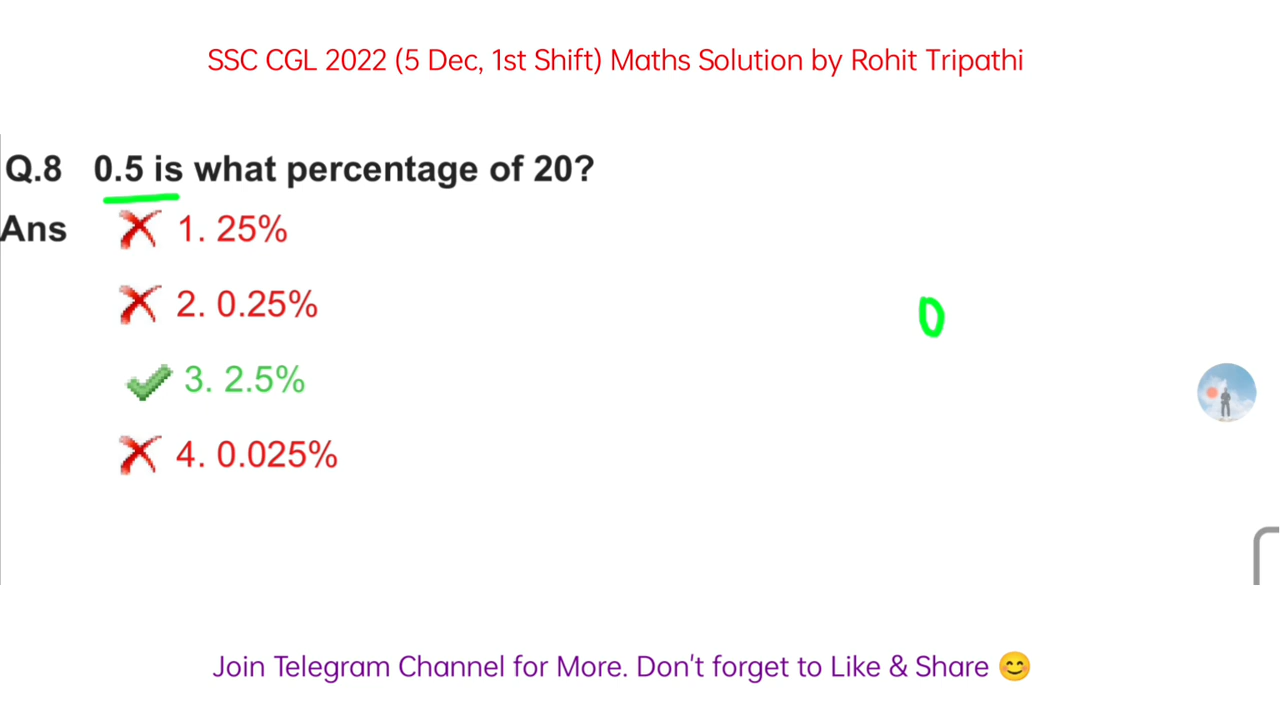 SSC CGL 2022 (5 Dec, 1st Shift) Maths Solution by Rohit Tripathi
Q.8 0.5 is what percentage of 20?
Ans 1. 25%
2. 0.25%
0
3. 2.5%
4. 0.025%
Join Telegram Channel for More. Don't forget to Like & Share 😊